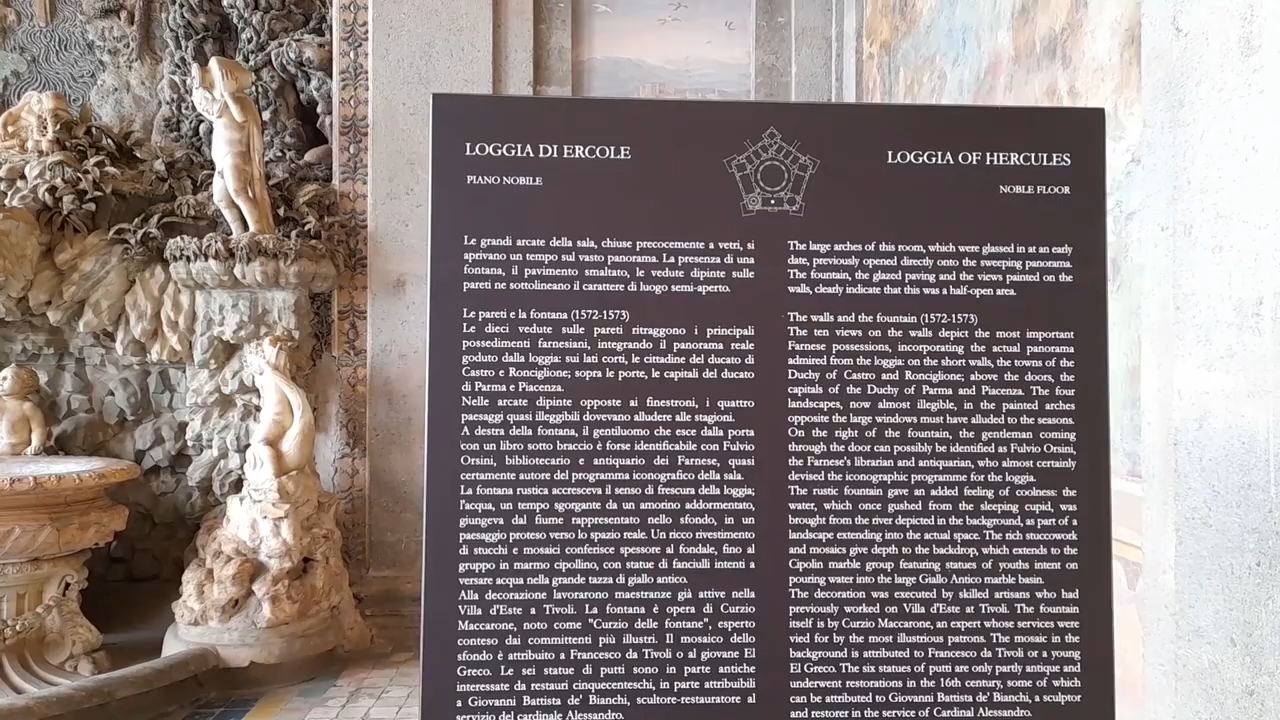 LOGGIA DI ERCOLE
PIANO NOBILE
Le grandi arcate della sala, chiuse precocemente a vetri, si
aprivano un tempo sul vasto panorama. La presenza di una
fontana, il pavimento smaltato, le vedute dipinte sulle
pareti ne sottolineano il carattere di luogo semi-aperto.
Le pareti e la fontana (1572-1573)
Le dieci vedute sulle pareti ritraggono i principali
possedimenti farnesiani, integrando il panorama reale
goduto dalla loggia: sui lati corti, le cittadine del ducato di
Castro e Ronciglione; sopra le porte, le capitali del ducato
di Parma e Piacenza.
Nelle arcate dipinte opposte ai finestroni, i quattro
paesaggi quasi illeggibili dovevano alludere alle stagioni.
A destra della fontana, il gentiluomo che esce dalla porta
con un libro sotto braccio è forse identificabile con Fulvio
Orsini, bibliotecario e antiquario dei Farnese, quasi
certamente autore del programma iconografico della sala.
La fontana rustica accresceva il senso di frescura della loggia;
l'acqua, un tempo sgorgante da un amorino addormentato,
giungeva dal fiume rappresentato nello sfondo, in un
paesaggio proteso verso lo spazio reale. Un ricco rivestimento
di stucchi e mosaici conferisce spessore al fondale, fino al
gruppo in marmo cipollino, con statue di fanciulli intenti a
versare acqua nella grande tazza di giallo antico.
Alla decorazione lavorarono maestranze già attive nella
Villa d'Este a Tivoli. La fontana è opera di Curzio
Maccarone, noto come "Curzio delle fontane", esperto
conteso dai committenti più illustri. Il mosaico dello
sfondo è attribuito a Francesco da Tivoli o al giovane El
Greco. Le sei statue di putti sono in parte antiche
interessate da restauri cinquecenteschi, in parte attribuibili
a Giovanni Battista de' Bianchi, scultore-restauratore al
servizio del cardinale Alessandro.
LOGGIA OF HERCULES
NOBLE FLOOR
The large arches of this room, which were glassed in at an early
date, previously opened directly onto the sweeping panorama.
The fountain, the glazed paving and the views painted on the
walls, clearly indicate that this was a half-open area.
The walls and the fountain (1572-1573)
The ten views on the walls depict the most important
Farnese possessions, incorporating the actual panorama
admired from the loggia: on the short walls, the towns of the
Duchy of Castro and Ronciglione; above the doors, the
capitals of the Duchy of Parma and Piacenza. The four
landscapes, now almost illegible, in the painted arches
opposite the large windows must have alluded to the seasons.
On the right of the fountain, the gentleman coming
through the door can possibly be identified as Fulvio Orsini,
the Farnese's librarian and antiquarian, who almost certainly
devised the iconographic programme for the loggia.
The rustic fountain gave an added feeling of coolness: the
water, which once gushed from the sleeping cupid, was
brought from the river depicted in the background, as part of a
landscape extending into the actual space. The rich stuccowork
and mosaics give depth to the backdrop, which extends to the
Cipolin marble group featuring statues of youths intent on
pouring water into the large Giallo Antico marble basin.
The decoration was executed by skilled artisans who had
previously worked on Villa d'Este at Tivoli. The fountain
itself is by Curzio Maccarone, an expert whose services were
vied for by the most illustrious patrons. The mosaic in the
background is attributed to Francesco da Tivoli or a young
El Greco. The six statues of putti are only partly antique and
underwent restorations in the 16th century, some of which
can be attributed to Giovanni Battista de' Bianchi, a sculptor
and restorer in the service of Cardinal Alessandro.